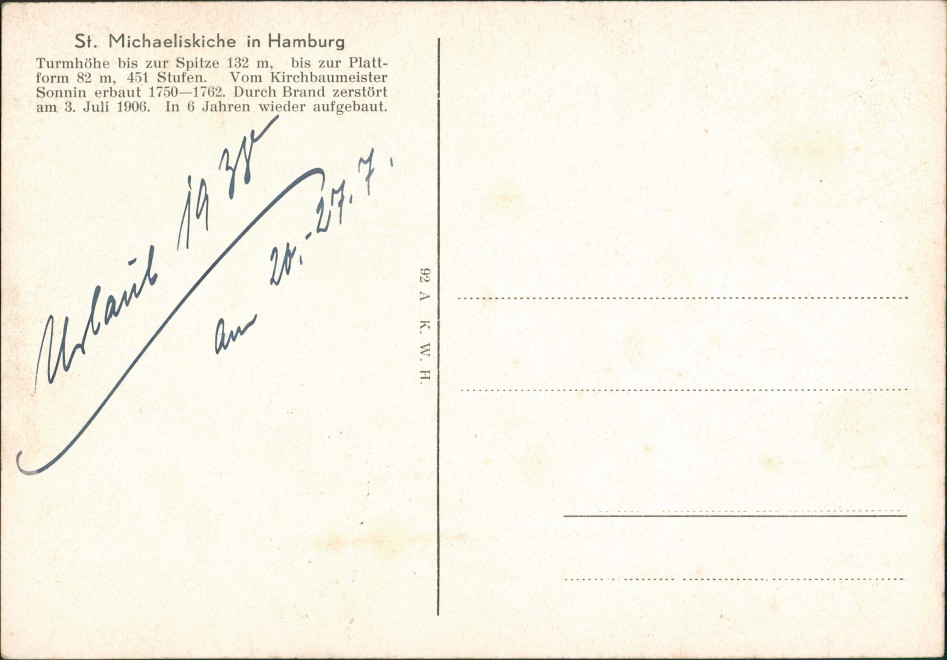 St. Michaeliskiche in Hamburg
Turmhöhe bis zur Spitze 132 m, bis zur Platt-
form 82 m, 451 Stufen. Vom Kirchbaumeister
Sonnin erbaut 1750—1762. Durch Brand zerstört
am 3. Juli 1906. In 6 Jahren wieder aufgebaut.
Urlaub 1938
am 20.-27.7.
92 A K. W. H.